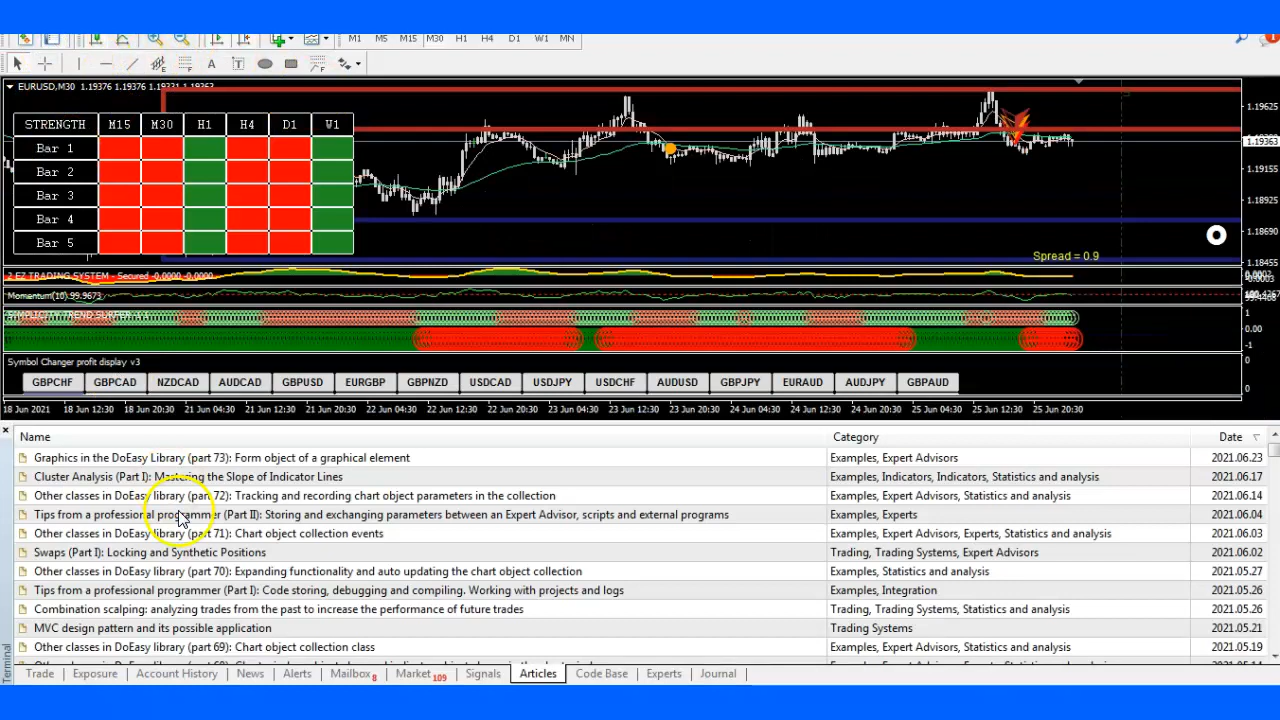 M1 M5 M15 M30 H1 H4 D1 W1 MN
EURUSD,M30 1.19376 1.19376 1.19331 1.19363
STRENGTH M15 M30 H1 H4 D1 W1
Bar 1
Bar 2
Bar 3
Bar 4
Bar 5
1.19625
1.19363
1.19155
1.18925
1.18690
1.18455
Spread = 0.9
2 EZ TRADING SYSTEM - Secured -0.0000 -0.0000
Momentum(10) 99.9673
SIMPLICITY TREND SURFER 1.1
1
0.00
-1
Symbol Changer profit display v3
0
0
GBPCHF GBPCAD NZDCAD AUDCAD GBPUSD EURGBP GBPNZD USDCAD USDJPY USDCHF AUDUSD GBPJPY EURAUD AUDJPY GBPAUD
18 Jun 2021 18 Jun 12:30 18 Jun 20:30 21 Jun 04:30 21 Jun 12:30 21 Jun 20:30 22 Jun 04:30 22 Jun 12:30 22 Jun 20:30 23 Jun 04:30 23 Jun 12:30 23 Jun 20:30 24 Jun 04:30 24 Jun 12:30 24 Jun 20:30 25 Jun 04:30 25 Jun 12:30 25 Jun 20:30
Name Category Date
Graphics in the DoEasy Library (part 73): Form object of a graphical element Examples, Expert Advisors 2021.06.23
Cluster Analysis (Part I): Mastering the Slope of Indicator Lines Examples, Indicators, Indicators, Statistics and analysis 2021.06.17
Other classes in DoEasy library (part 72): Tracking and recording chart object parameters in the collection Examples, Expert Advisors, Statistics and analysis 2021.06.14
Tips from a professional programmer (Part II): Storing and exchanging parameters between an Expert Advisor, scripts and external programs Examples, Experts 2021.06.04
Other classes in DoEasy library (part 71): Chart object collection events Examples, Expert Advisors, Experts, Statistics and analysis 2021.06.03
Swaps (Part I): Locking and Synthetic Positions Trading, Trading Systems, Expert Advisors 2021.06.02
Other classes in DoEasy library (part 70): Expanding functionality and auto updating the chart object collection Examples, Statistics and analysis 2021.05.27
Tips from a professional programmer (Part I): Code storing, debugging and compiling. Working with projects and logs Examples, Integration 2021.05.26
Combination scalping: analyzing trades from the past to increase the performance of future trades Trading, Trading Systems, Statistics and analysis 2021.05.26
MVC design pattern and its possible application Trading Systems 2021.05.21
Other classes in DoEasy library (part 69): Chart object collection class Examples, Expert Advisors, Statistics and analysis 2021.05.19
Terminal
Trade Exposure Account History News Alerts Mailbox 8 Market 109 Signals Articles Code Base Experts Journal